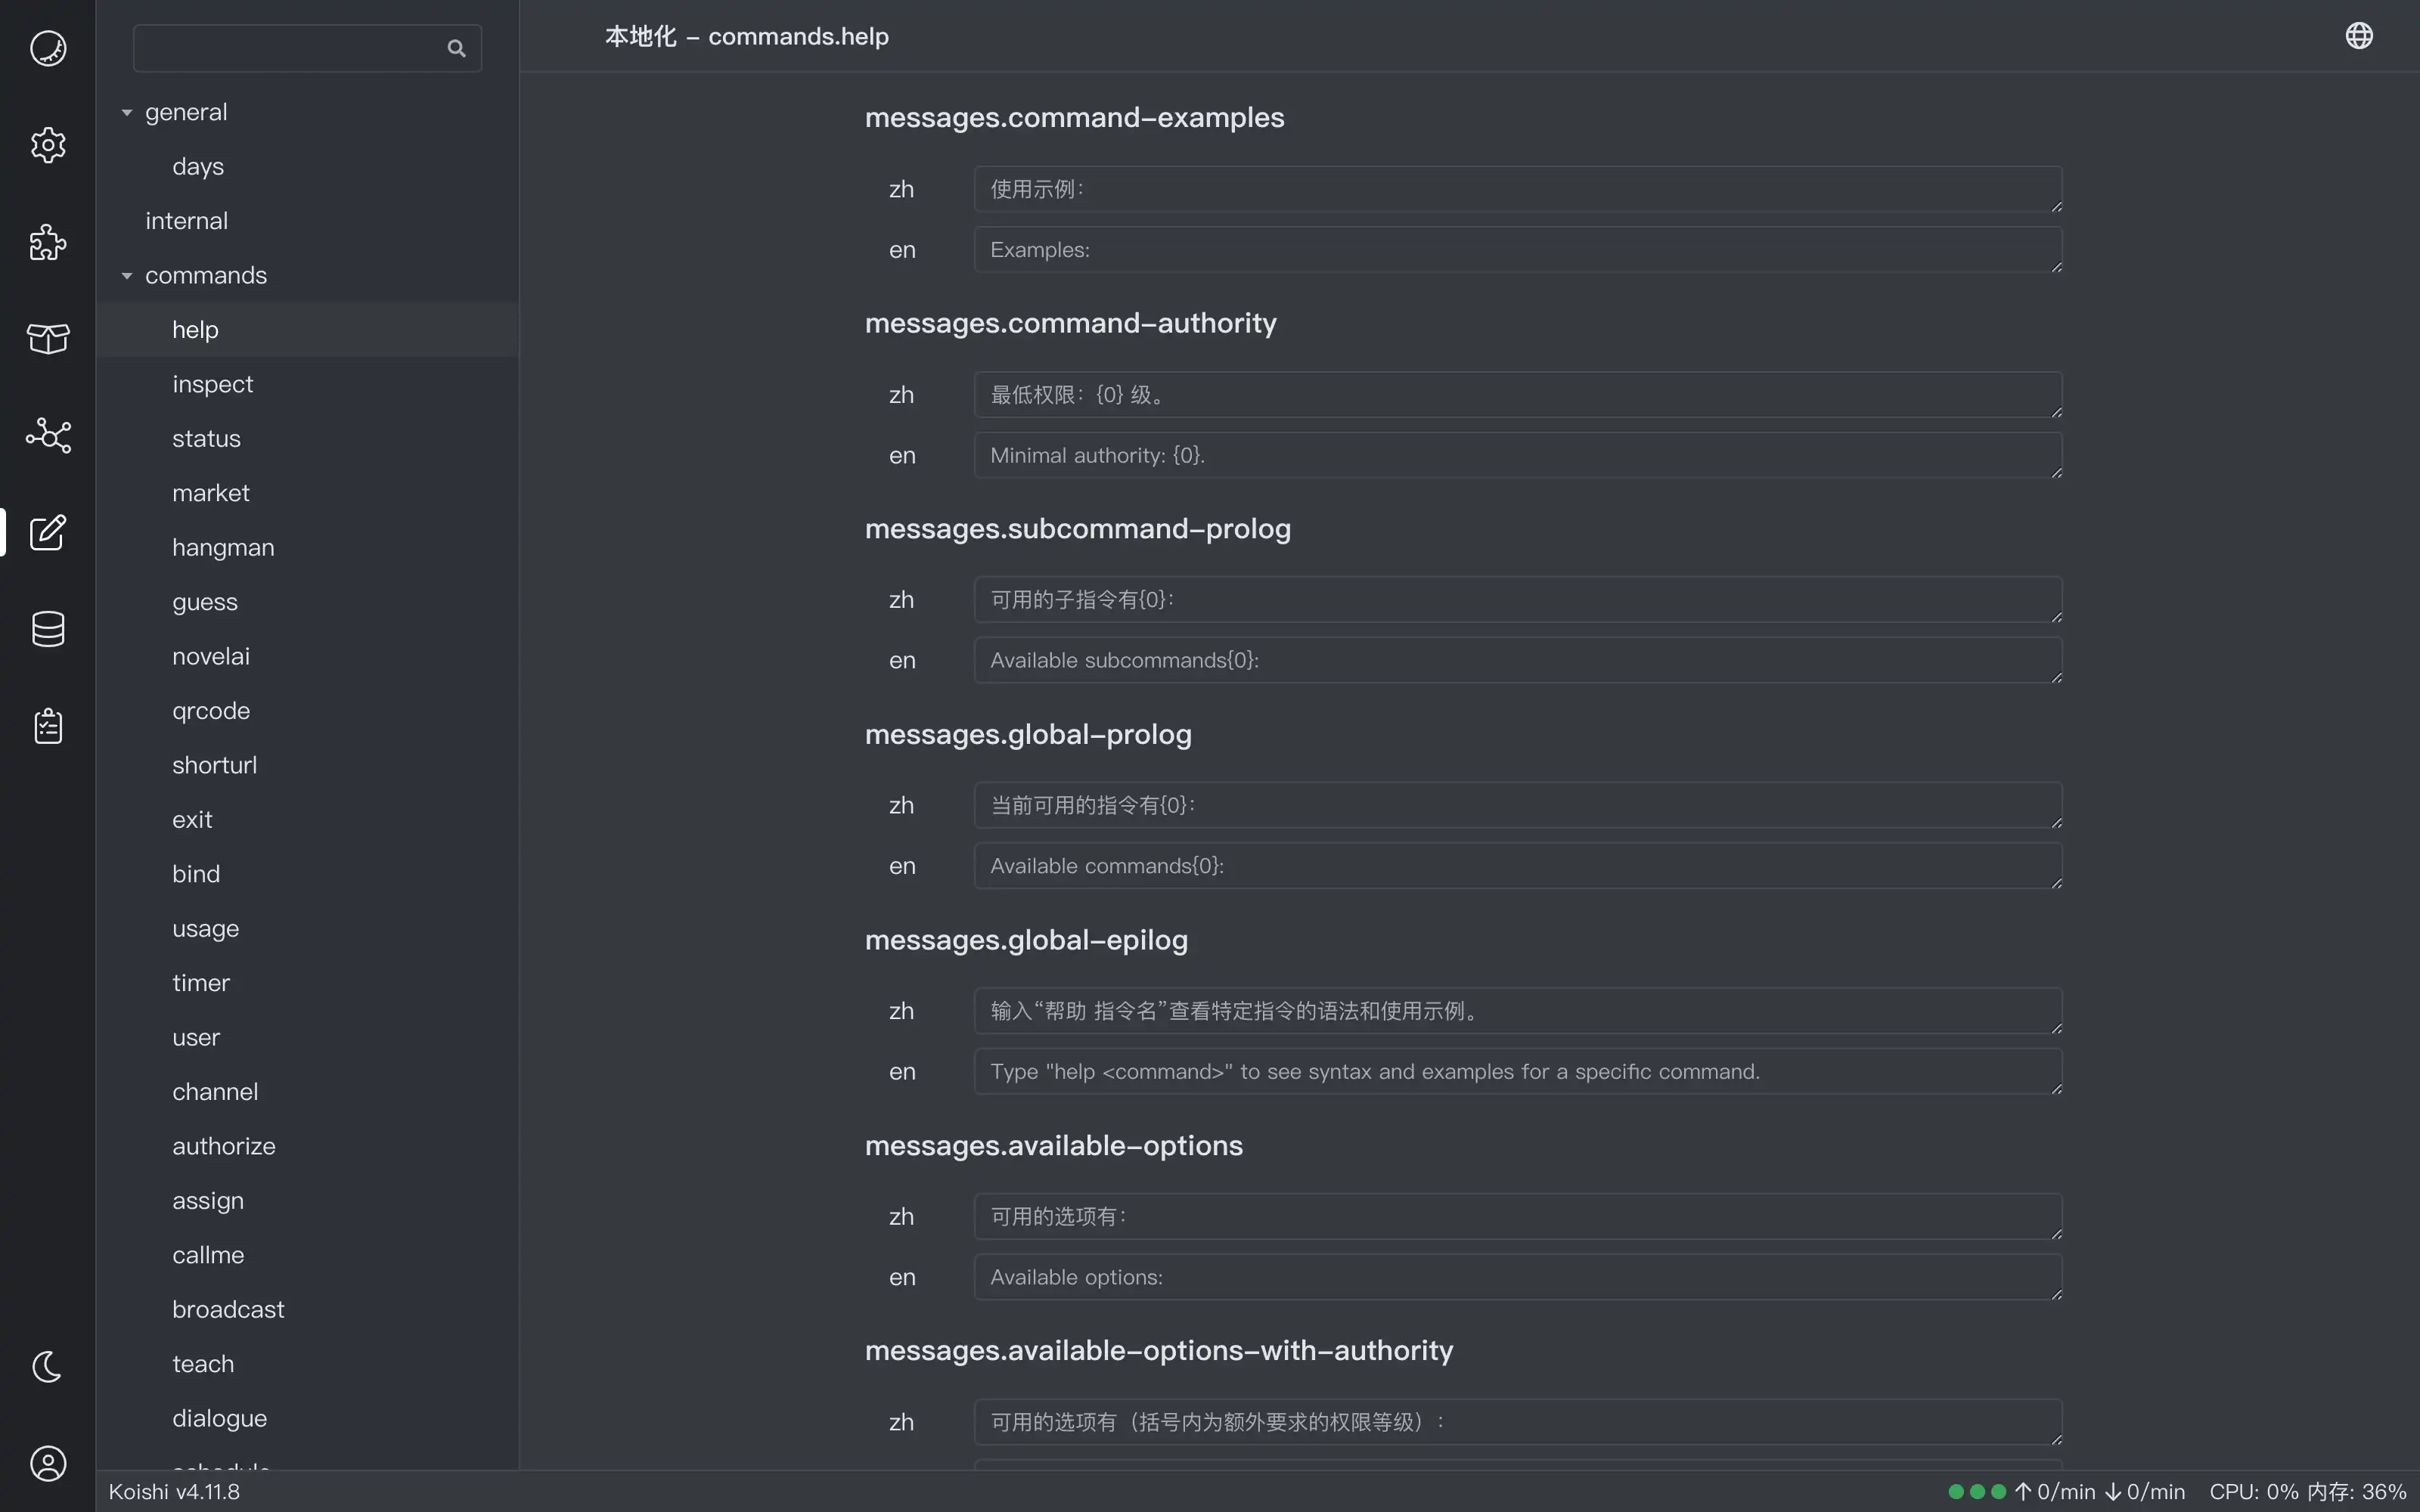 general
days
internal
commands
help
inspect
status
market
hangman
guess
novelai
qrcode
shorturl
exit
bind
usage
timer
user
channel
authorize
assign
callme
broadcast
teach
dialogue
schedule
本地化 – commands.help
messages.command-examples
zh 使用示例：
en Examples:
messages.command-authority
zh 最低权限：{0} 级。
en Minimal authority: {0}.
messages.subcommand-prolog
zh 可用的子指令有{0}：
en Available subcommands{0}:
messages.global-prolog
zh 当前可用的指令有{0}：
en Available commands{0}:
messages.global-epilog
zh 输入“帮助 指令名”查看特定指令的语法和使用示例。
en Type "help <command>" to see syntax and examples for a specific command.
messages.available-options
zh 可用的选项有：
en Available options:
messages.available-options-with-authority
zh 可用的选项有（括号内为额外要求的权限等级）：
Koishi v4.11.8
↑ 0/min ↓ 0/min CPU: 0% 内存: 36%